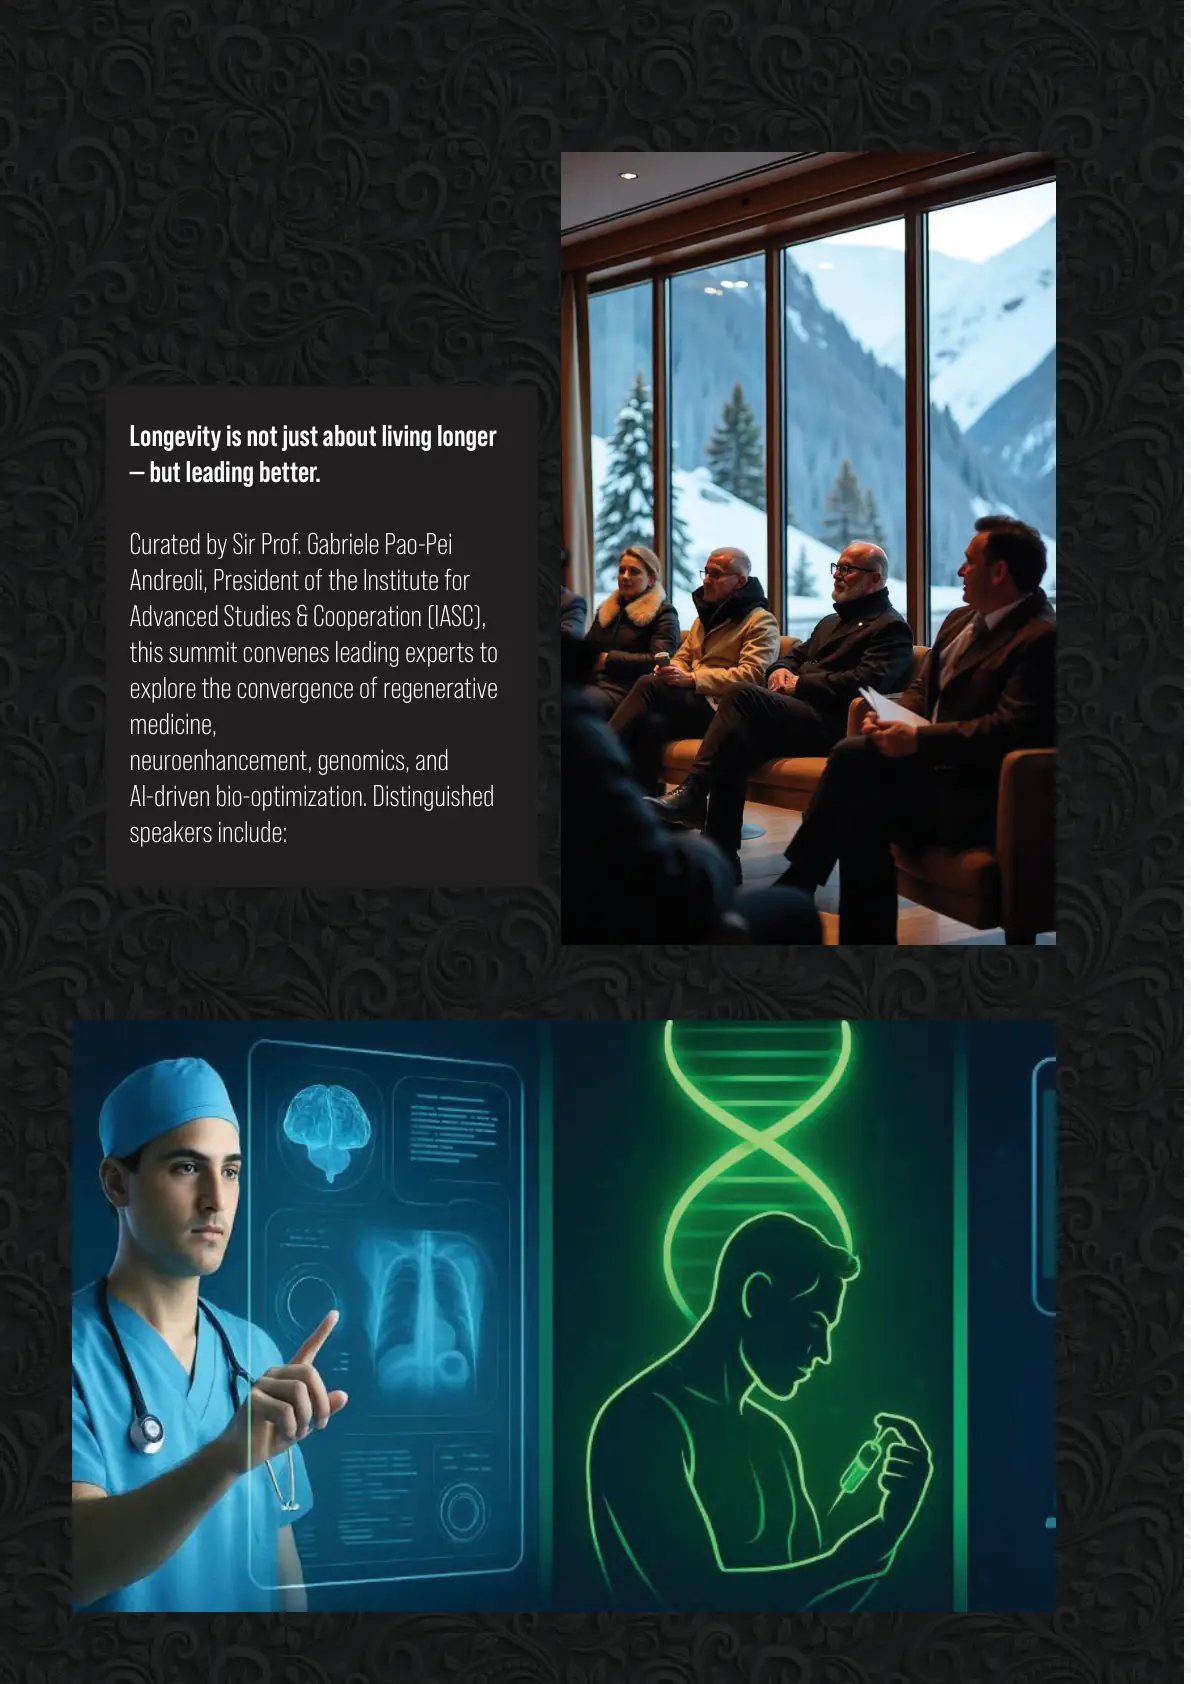 Longevity is not just about living longer
– but leading better.
Curated by Sir Prof. Gabriele Pao-Pei
Andreoli, President of the Institute for
Advanced Studies & Cooperation (IASC),
this summit convenes leading experts to
explore the convergence of regenerative
medicine,
neuroenhancement, genomics, and
AI-driven bio-optimization. Distinguished
speakers include: